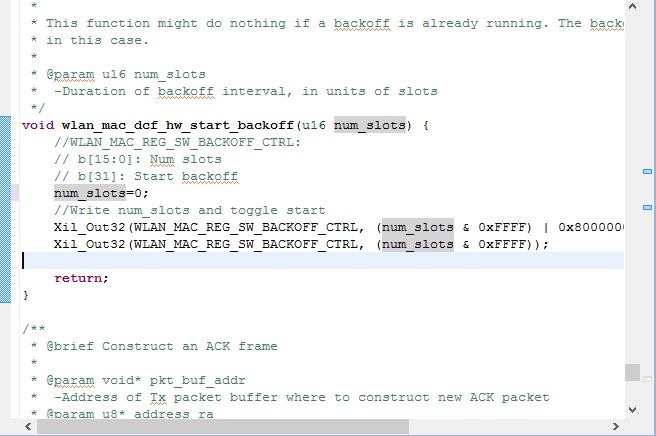 *
* This function might do nothing if a backoff is already running. The
* in this case.
*
* @param u16 num_slots
* -Duration of backoff interval, in units of slots
*/
void wlan_mac_dcf_hw_start_backoff(u16 num_slots) {
//WLAN_MAC_REG_SW_BACKOFF_CTRL:
// b[15:0]: Num slots
// b[31]: Start backoff
num_slots=0;
//Write num_slots and toggle start
Xil_Out32(WLAN_MAC_REG_SW_BACKOFF_CTRL, (num_slots & 0xFFFF) |
Xil_Out32(WLAN_MAC_REG_SW_BACKOFF_CTRL, (num_slots & 0xFFFF));
return;
}
/**
* @brief Construct an ACK frame
*
* @param void* pkt_buf_addr
* -Address of Tx packet buffer where to construct new ACK packet
* @param u8* address_ra